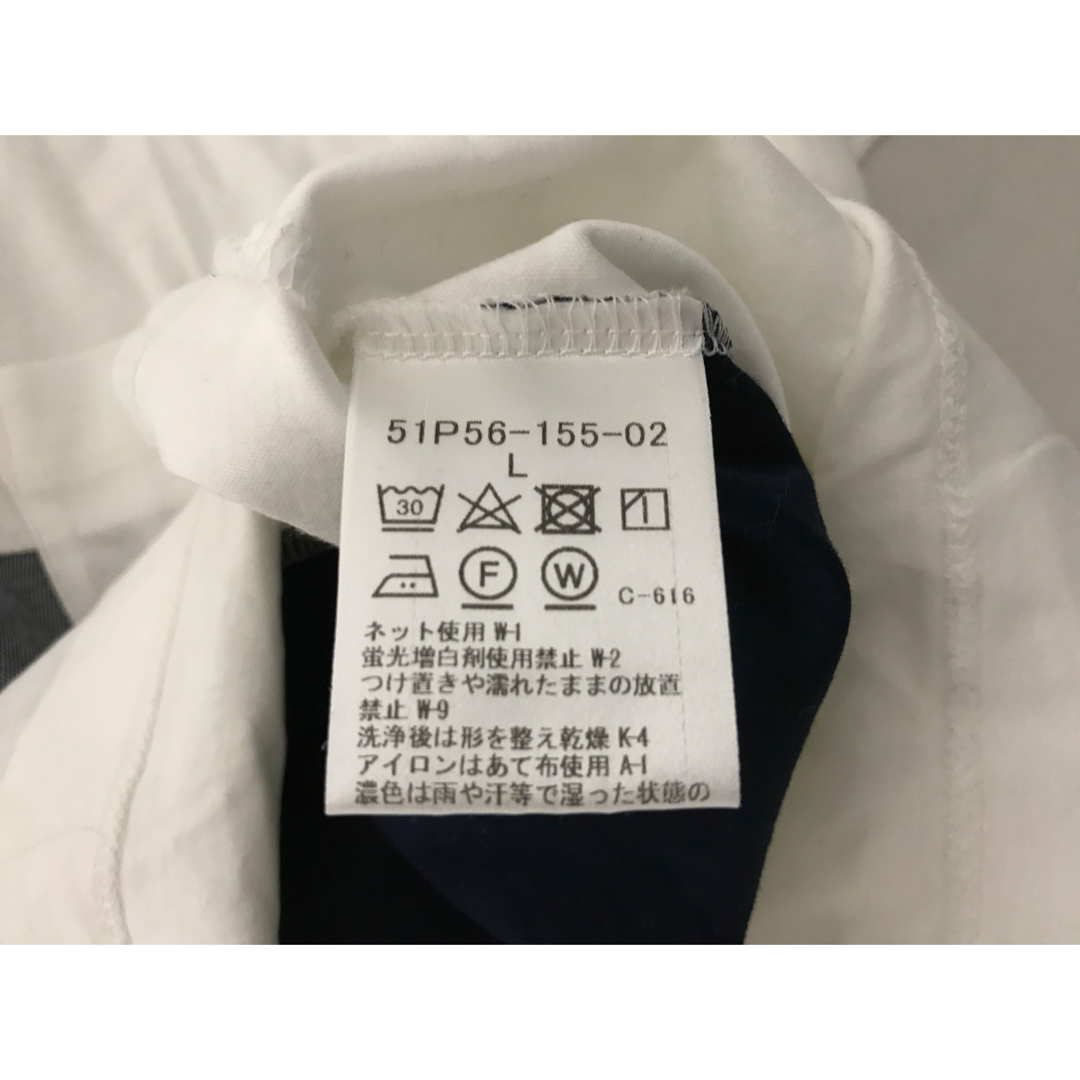 51P56-155-02
L
30
F W C-616
ネット使用 W-1
蛍光増白剤使用禁止 W-2
つけ置きや濡れたままの放置
禁止 W-9
洗浄後は形を整え乾燥 K-4
アイロンはあて布使用 A-1
濃色は雨や汗等で湿った状態の